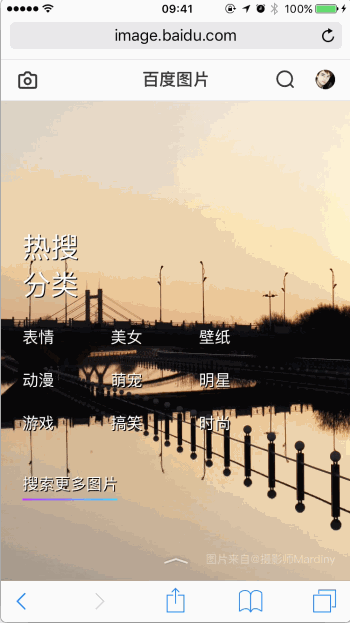 09:41 100%
image.baidu.com
百度图片
热搜
分类
表情 美女 壁纸
动漫 萌宠 明星
游戏 搞笑 时尚
搜索更多图片
图片来自@摄影师Mardiny